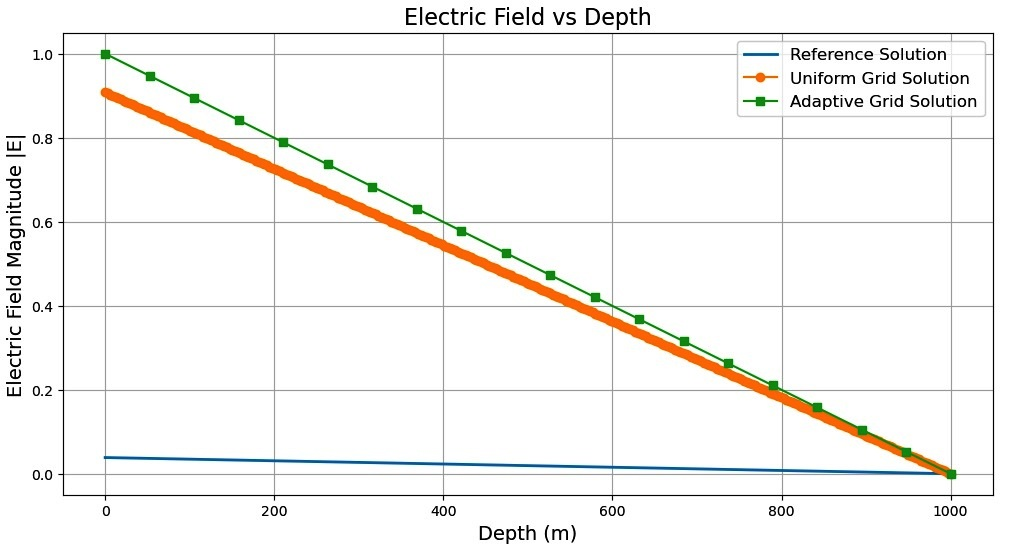 Electric Field vs Depth
Electric Field Magnitude |E|
1.0
0.8
0.6
0.4
0.2
0.0
Reference Solution
Uniform Grid Solution
Adaptive Grid Solution
0 200 400 600 800 1000
Depth (m)